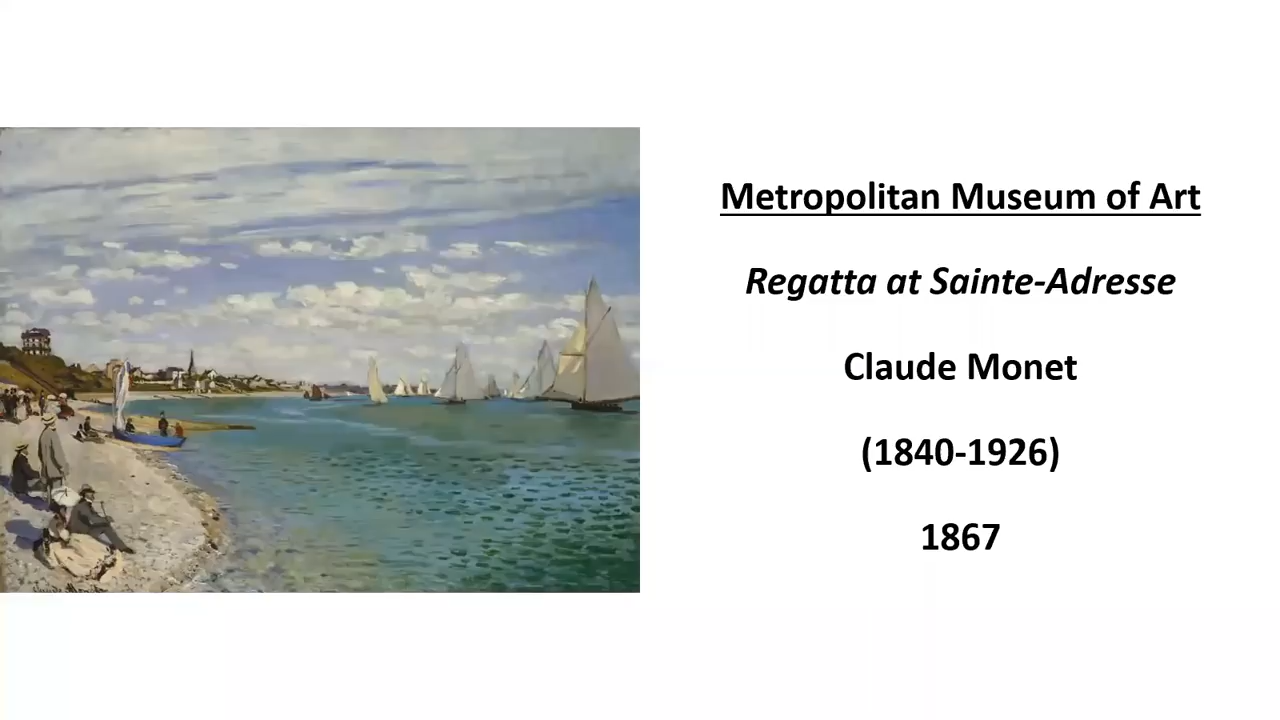 Metropolitan Museum of Art
Regatta at Sainte-Adresse
Claude Monet
(1840-1926)
1867